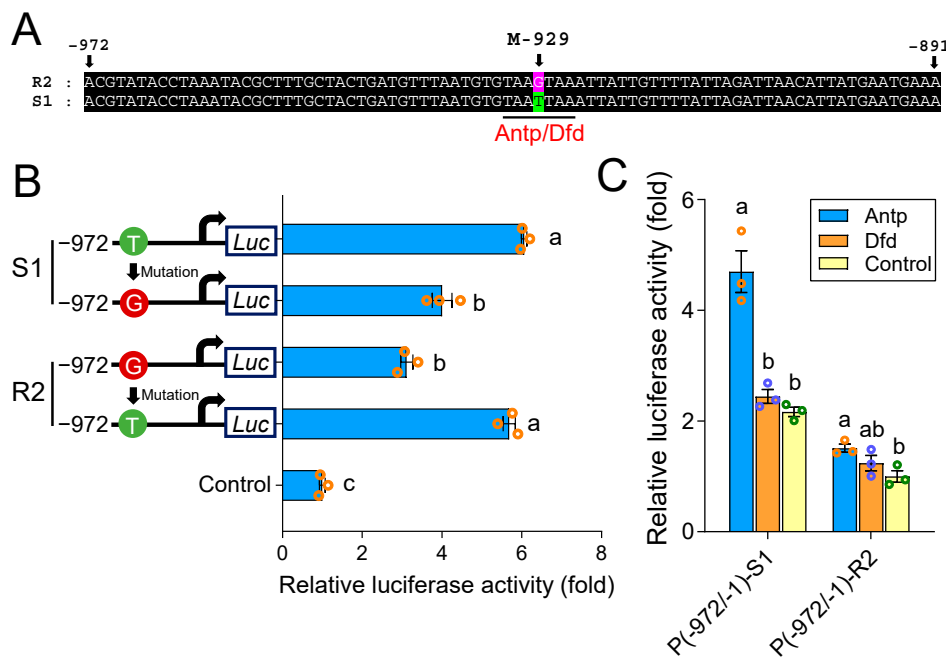 A
-972
M-929
-891
R2 : ACGTATACCTAAATACGCTTTGCTACTGATGTTTAATGTGTAAGTAAATTATTGTTTTATTAGATTAACATTATGAATGAAA
S1 : ACGTATACCTAAATACGCTTTGCTACTGATGTTTAATGTGTAATTAAATTATTGTTTTATTAGATTAACATTATGAATGAAA
Antp/Dfd
B
S1
−972 T Luc a
Mutation
−972 G Luc b
R2
−972 G Luc b
Mutation
−972 T Luc a
Control c
0 2 4 6 8
Relative luciferase activity (fold)
C
Relative luciferase activity (fold)
6
4
2
0
Antp
Dfd
Control
a b b a ab b
P(-972/-1)-S1
P(-972/-1)-R2